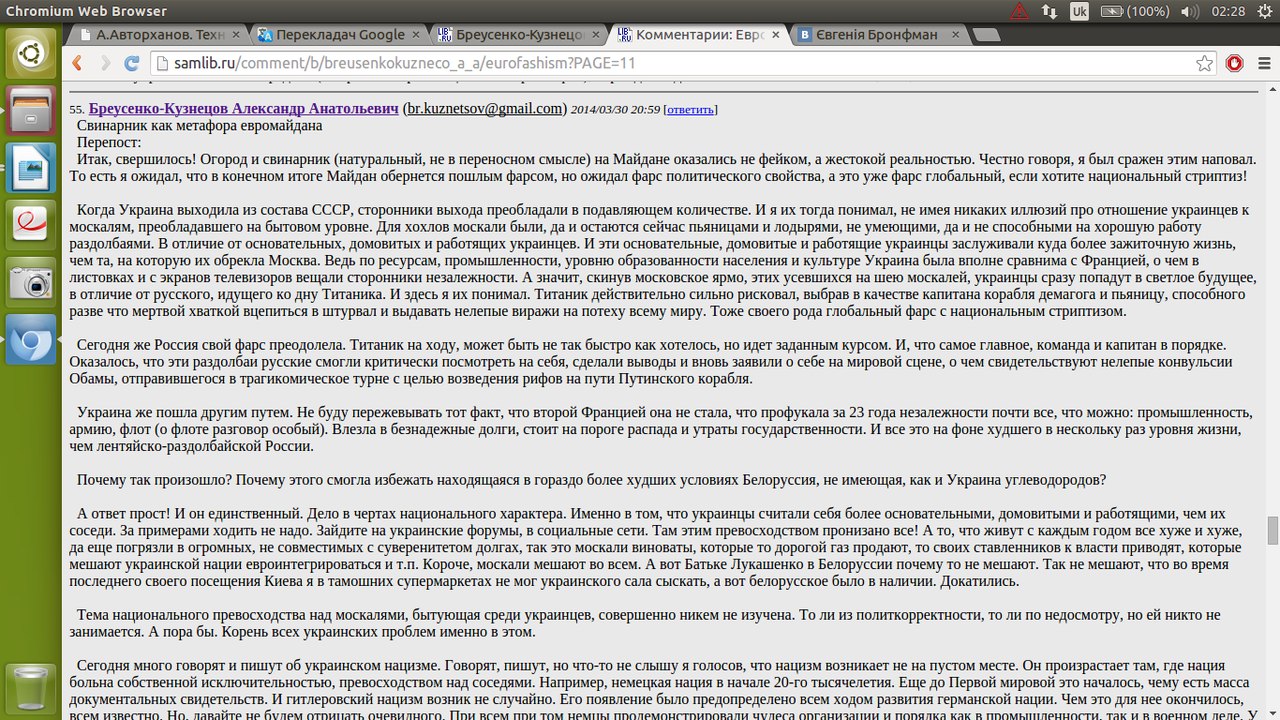 Chromium Web Browser
Uk
(100%)
02:28
А.Авторханов. Техн
Перекладач Google
Бреусенко-Кузнецо
Комментарии: Евро
Євгенія Бронфман
samlib.ru/comment/b/breusenkokuzneco_a_a/eurofashism?PAGE=11
55. Бреусенко-Кузнецов Александр Анатольевич (br.kuznetsov@gmail.com) 2014/03/30 20:59 [ответить]
Свинарник как метафора евромайдана
Перепост:
Итак, свершилось! Огород и свинарник (натуральный, не в переносном смысле) на Майдане оказались не фейком, а жестокой реальностью. Честно говоря, я был сражен этим наповал.
То есть я ожидал, что в конечном итоге Майдан обернется пошлым фарсом, но ожидал фарс политического свойства, а это уже фарс глобальный, если хотите национальный стриптиз!
Когда Украина выходила из состава СССР, сторонники выхода преобладали в подавляющем количестве. И я их тогда понимал, не имея никаких иллюзий про отношение украинцев к
москалям, преобладавшего на бытовом уровне. Для хохлов москали были, да и остаются сейчас пьяницами и лодырями, не умеющими, да и не способными на хорошую работу
раздолбаями. В отличие от основательных, домовитых и работящих украинцев. И эти основательные, домовитые и работящие украинцы заслуживали куда более зажиточную жизнь,
чем та, на которую их обрекла Москва. Ведь по ресурсам, промышленности, уровню образованности населения и культуре Украина была вполне сравнима с Францией, о чем в
листовках и с экранов телевизоров вещали сторонники незалежности. А значит, скинув московское ярмо, этих усевшихся на шею москалей, украинцы сразу попадут в светлое будущее,
в отличие от русского, идущего ко дну Титаника. И здесь я их понимал. Титаник действительно сильно рисковал, выбрав в качестве капитана корабля демагога и пьяницу, способного
разве что мертвой хваткой вцепиться в штурвал и выдавать нелепые виражи на потеху всему миру. Тоже своего рода глобальный фарс с национальным стриптизом.
Сегодня же Россия свой фарс преодолела. Титаник на ходу, может быть не так быстро как хотелось, но идет заданным курсом. И, что самое главное, команда и капитан в порядке.
Оказалось, что эти раздолбаи русские смогли критически посмотреть на себя, сделали выводы и вновь заявили о себе на мировой сцене, о чем свидетельствуют нелепые конвульсии
Обамы, отправившегося в трагикомическое турне с целью возведения рифов на пути Путинского корабля.
Украина же пошла другим путем. Не буду пережевывать тот факт, что второй Францией она не стала, что профукала за 23 года незалежности почти все, что можно: промышленность,
армию, флот (о флоте разговор особый). Влезла в безнадежные долги, стоит на пороге распада и утраты государственности. И все это на фоне худшего в несколько раз уровня жизни,
чем лентяйско-раздолбайской России.
Почему так произошло? Почему этого смогла избежать находящаяся в гораздо более худших условиях Белоруссия, не имеющая, как и Украина углеводородов?
А ответ прост! И он единственный. Дело в чертах национального характера. Именно в том, что украинцы считали себя более основательными, домовитыми и работящими, чем их
соседи. За примерами ходить не надо. Зайдите на украинские форумы, в социальные сети. Там этим превосходством пронизано все! А то, что живут с каждым годом все хуже и хуже,
да еще погрязли в огромных, не совместимых с суверенитетом долгах, так это москали виноваты, которые то дорогой газ продают, то своих ставленников к власти приводят, которые
мешают украинской нации евроинтегрироваться и т.п. Короче, москали мешают во всем. А вот Батьке Лукашенко в Белоруссии почему то не мешают. Так не мешают, что во время
последнего своего посещения Киева я в тамошних супермаркетах не мог украинского сала сыскать, а вот белорусское было в наличии. Докатились.
Тема национального превосходства над москалями, бытующая среди украинцев, совершенно никем не изучена. То ли из политкорректности, то ли по недосмотру, но ей никто не
занимается. А пора бы. Корень всех украинских проблем именно в этом.
Сегодня много говорят и пишут об украинском нацизме. Говорят, пишут, но что-то не слышу я голосов, что нацизм возникает не на пустом месте. Он произрастает там, где нация
больна собственной исключительностью, превосходством над соседями. Например, немецкая нация в начале 20-го тысячелетия. Еще до Первой мировой это началось, чему есть масса
документальных свидетельств. И гитлеровский нацизм возник не случайно. Его появление было предопределено всем ходом развития германской нации. Чем это для нее окончилось,
всем известно. Но, давайте не будем отрицать очевидного. При всем при том немцы продемонстрировали чудеса организации и порядка как в промышленности, так и в военном деле. У